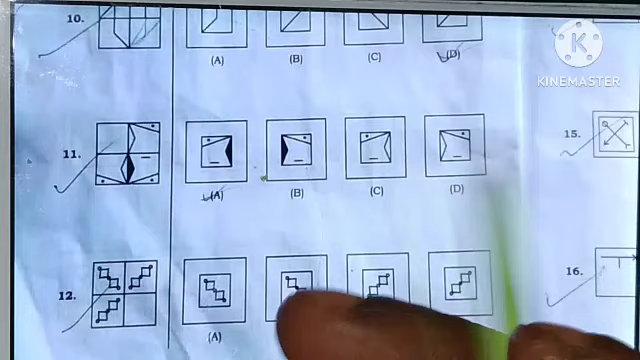 10.
(A) (B) (C) (D)
K
KINEMASTER
11.
(A) (B) (C) (D)
15.
12.
(A)
16.